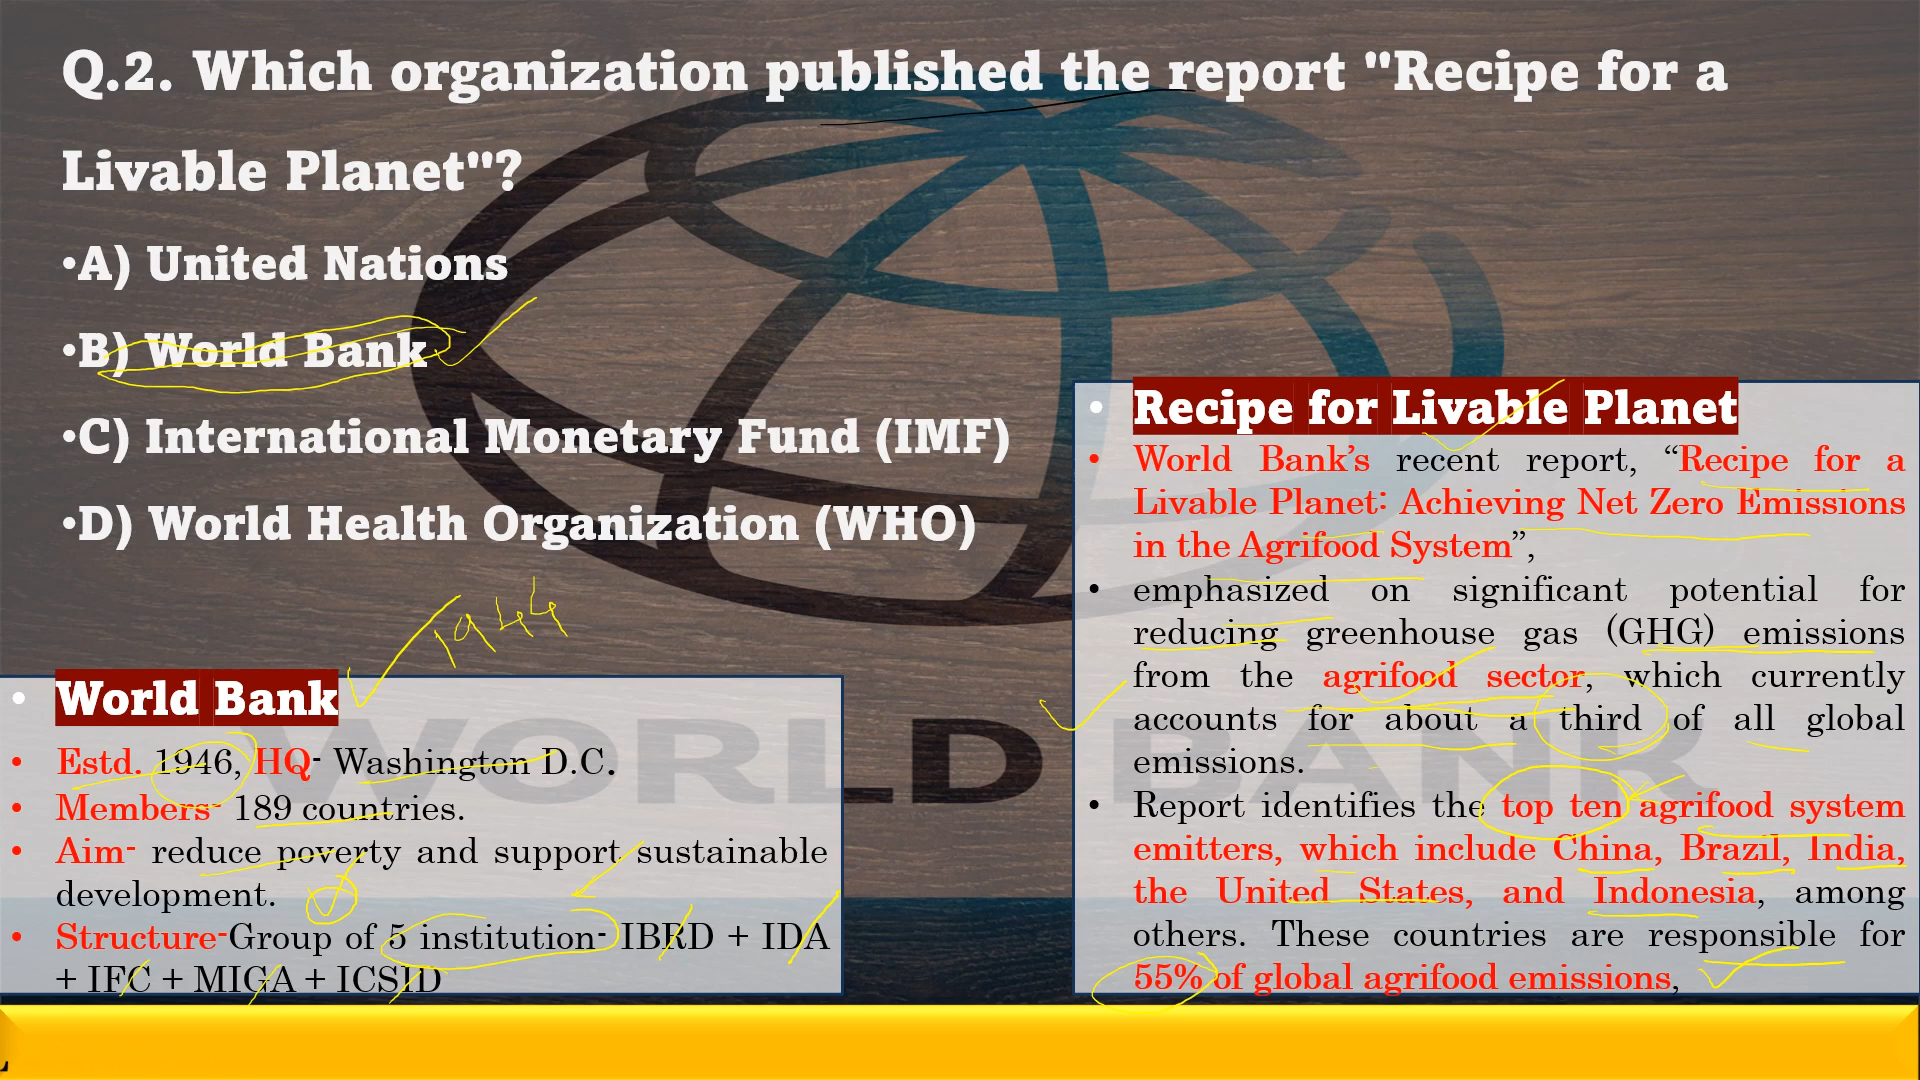 Q.2. Which organization published the report "Recipe for a
Livable Planet"?
•A) United Nations
•B) World Bank
•C) International Monetary Fund (IMF)
•D) World Health Organization (WHO)
1944
• World Bank
• Estd. 1946, HQ- Washington D.C.
• Members- 189 countries.
• Aim- reduce poverty and support sustainable
development.
• Structure-Group of 5 institution- IBRD + IDA
+ IFC + MIGA + ICSID
• Recipe for Livable Planet
• World Bank’s recent report, “Recipe for a
Livable Planet: Achieving Net Zero Emissions
in the Agrifood System”,
• emphasized on significant potential for
reducing greenhouse gas (GHG) emissions
from the agrifood sector, which currently
accounts for about a third of all global
emissions.
• Report identifies the top ten agrifood system
emitters, which include China, Brazil, India,
the United States, and Indonesia, among
others. These countries are responsible for
55% of global agrifood emissions,
WORLD BANK